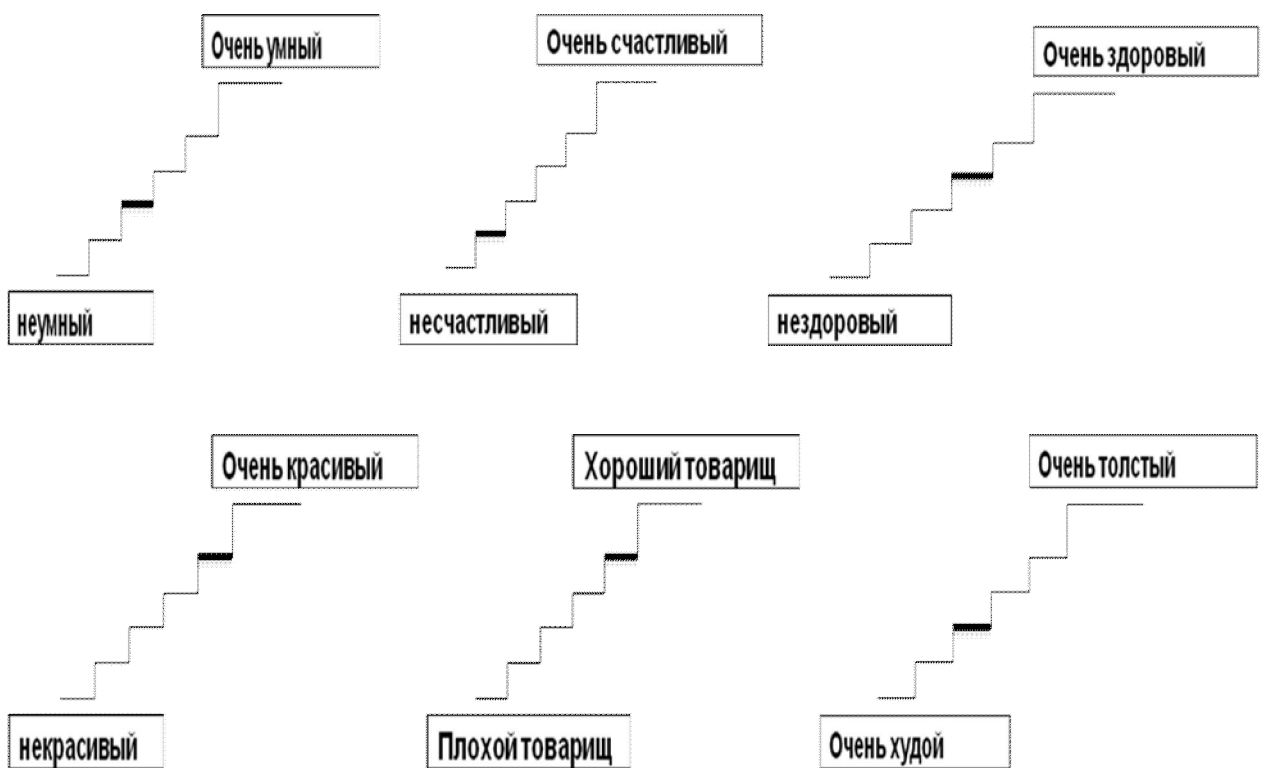 Очень умный
Очень счастливый
Очень здоровый
неумный
несчастливый
нездоровый
Очень красивый
Хороший товарищ
Очень толстый
некрасивый
Плохой товарищ
Очень худой